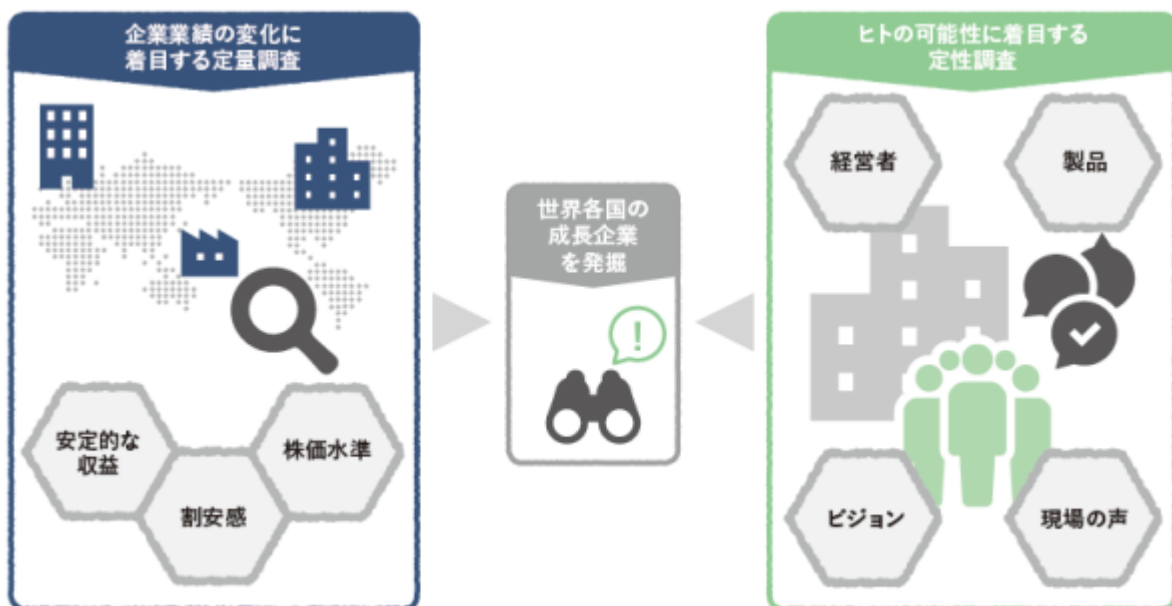 企業業績の変化に
着目する定量調査
安定的な
収益
割安感
株価水準
世界各国の
成長企業
を発掘
!
ヒトの可能性に着目する
定性調査
経営者
製品
ビジョン
現場の声